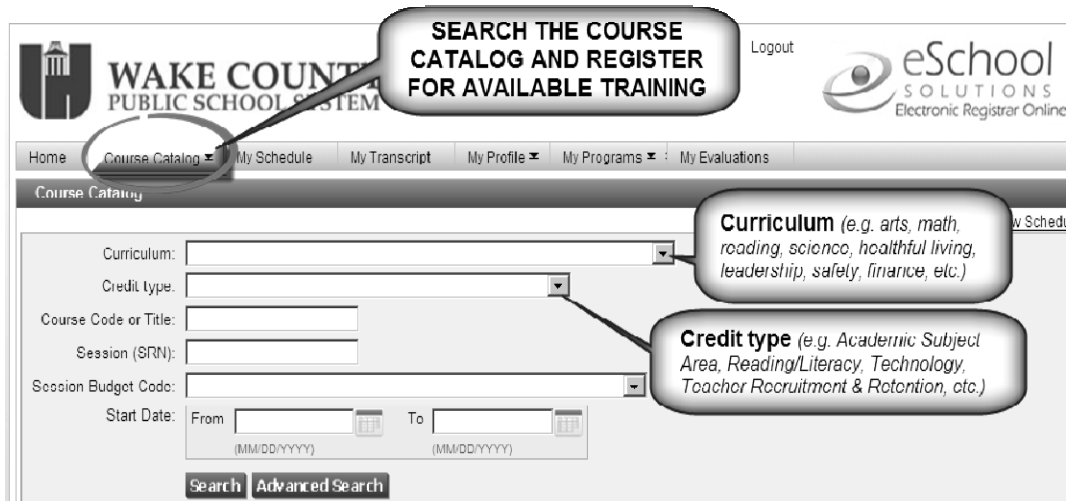 SEARCH THE COURSE
CATALOG AND REGISTER
FOR AVAILABLE TRAINING
Logout
WAKE COUNT
PUBLIC SCHOOL SYSTEM
eSchool
SOLUTIONS
Electronic Registrar Online
Home Course Catalog My Schedule My Transcript My Profile My Programs : My Evaluations
Course Catalog
w Schedu
Curriculum:
Curriculum (e.g. arts, math,
reading, science, healthful living,
leadership, safety, finance, etc.)
Credit type:
Credit type (e.g. Academic Subject
Area, Reading/Literacy, Technology,
Teacher Recruitment & Retention, etc.)
Course Code or Title:
Session (SRN):
Session Budget Code:
Start Date: From To
(MM/DD/YYYY) (MM/DD/YYYY)
Search Advanced Search